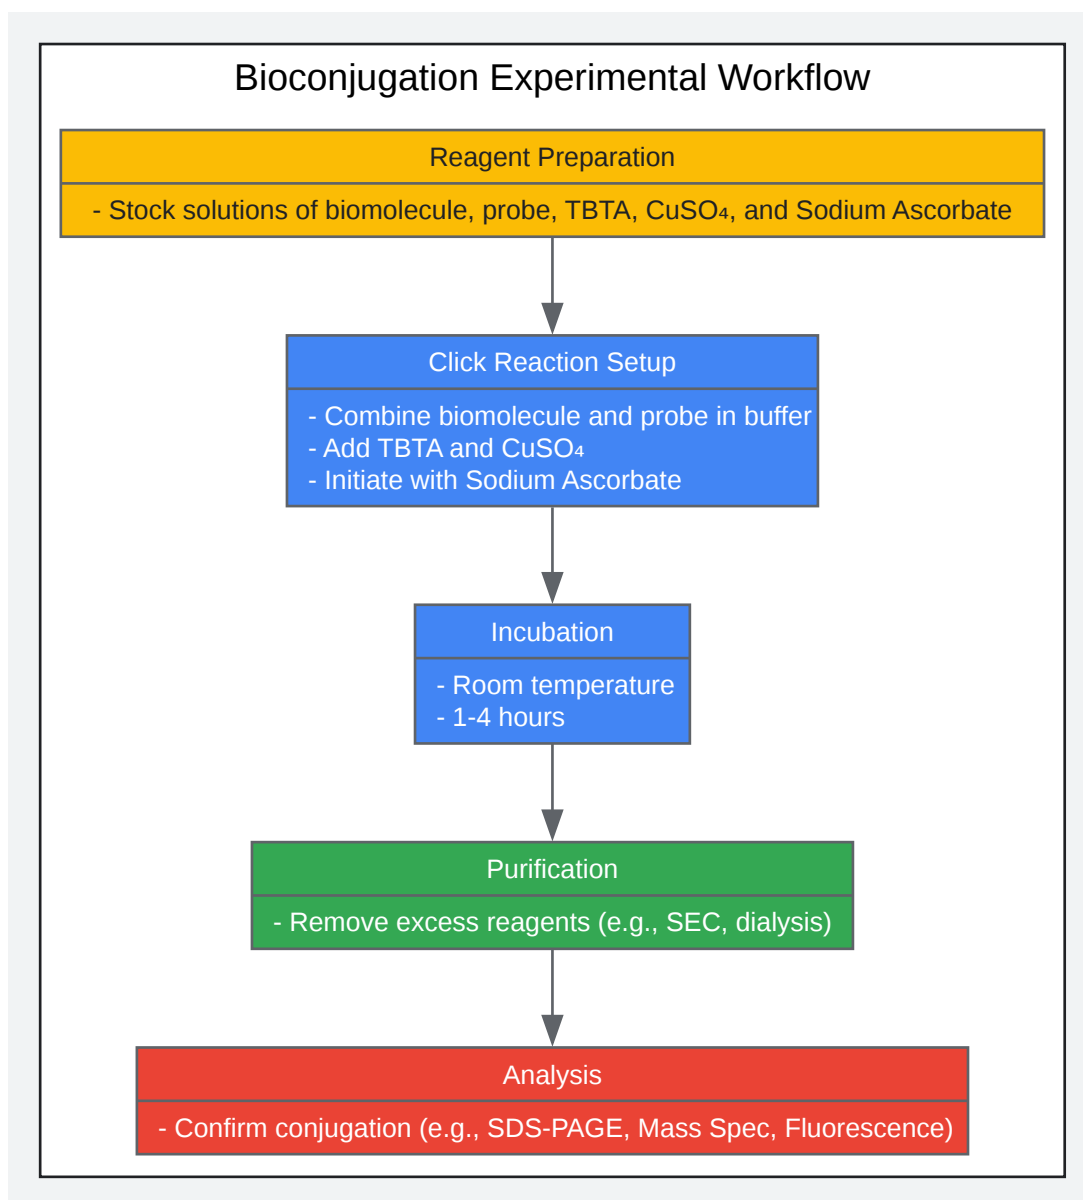 Bioconjugation Experimental Workflow
Reagent Preparation
- Stock solutions of biomolecule, probe, TBTA, CuSO₄, and Sodium Ascorbate
Click Reaction Setup
- Combine biomolecule and probe in buffer
- Add TBTA and CuSO₄
- Initiate with Sodium Ascorbate
Incubation
- Room temperature
- 1-4 hours
Purification
- Remove excess reagents (e.g., SEC, dialysis)
Analysis
- Confirm conjugation (e.g., SDS-PAGE, Mass Spec, Fluorescence)